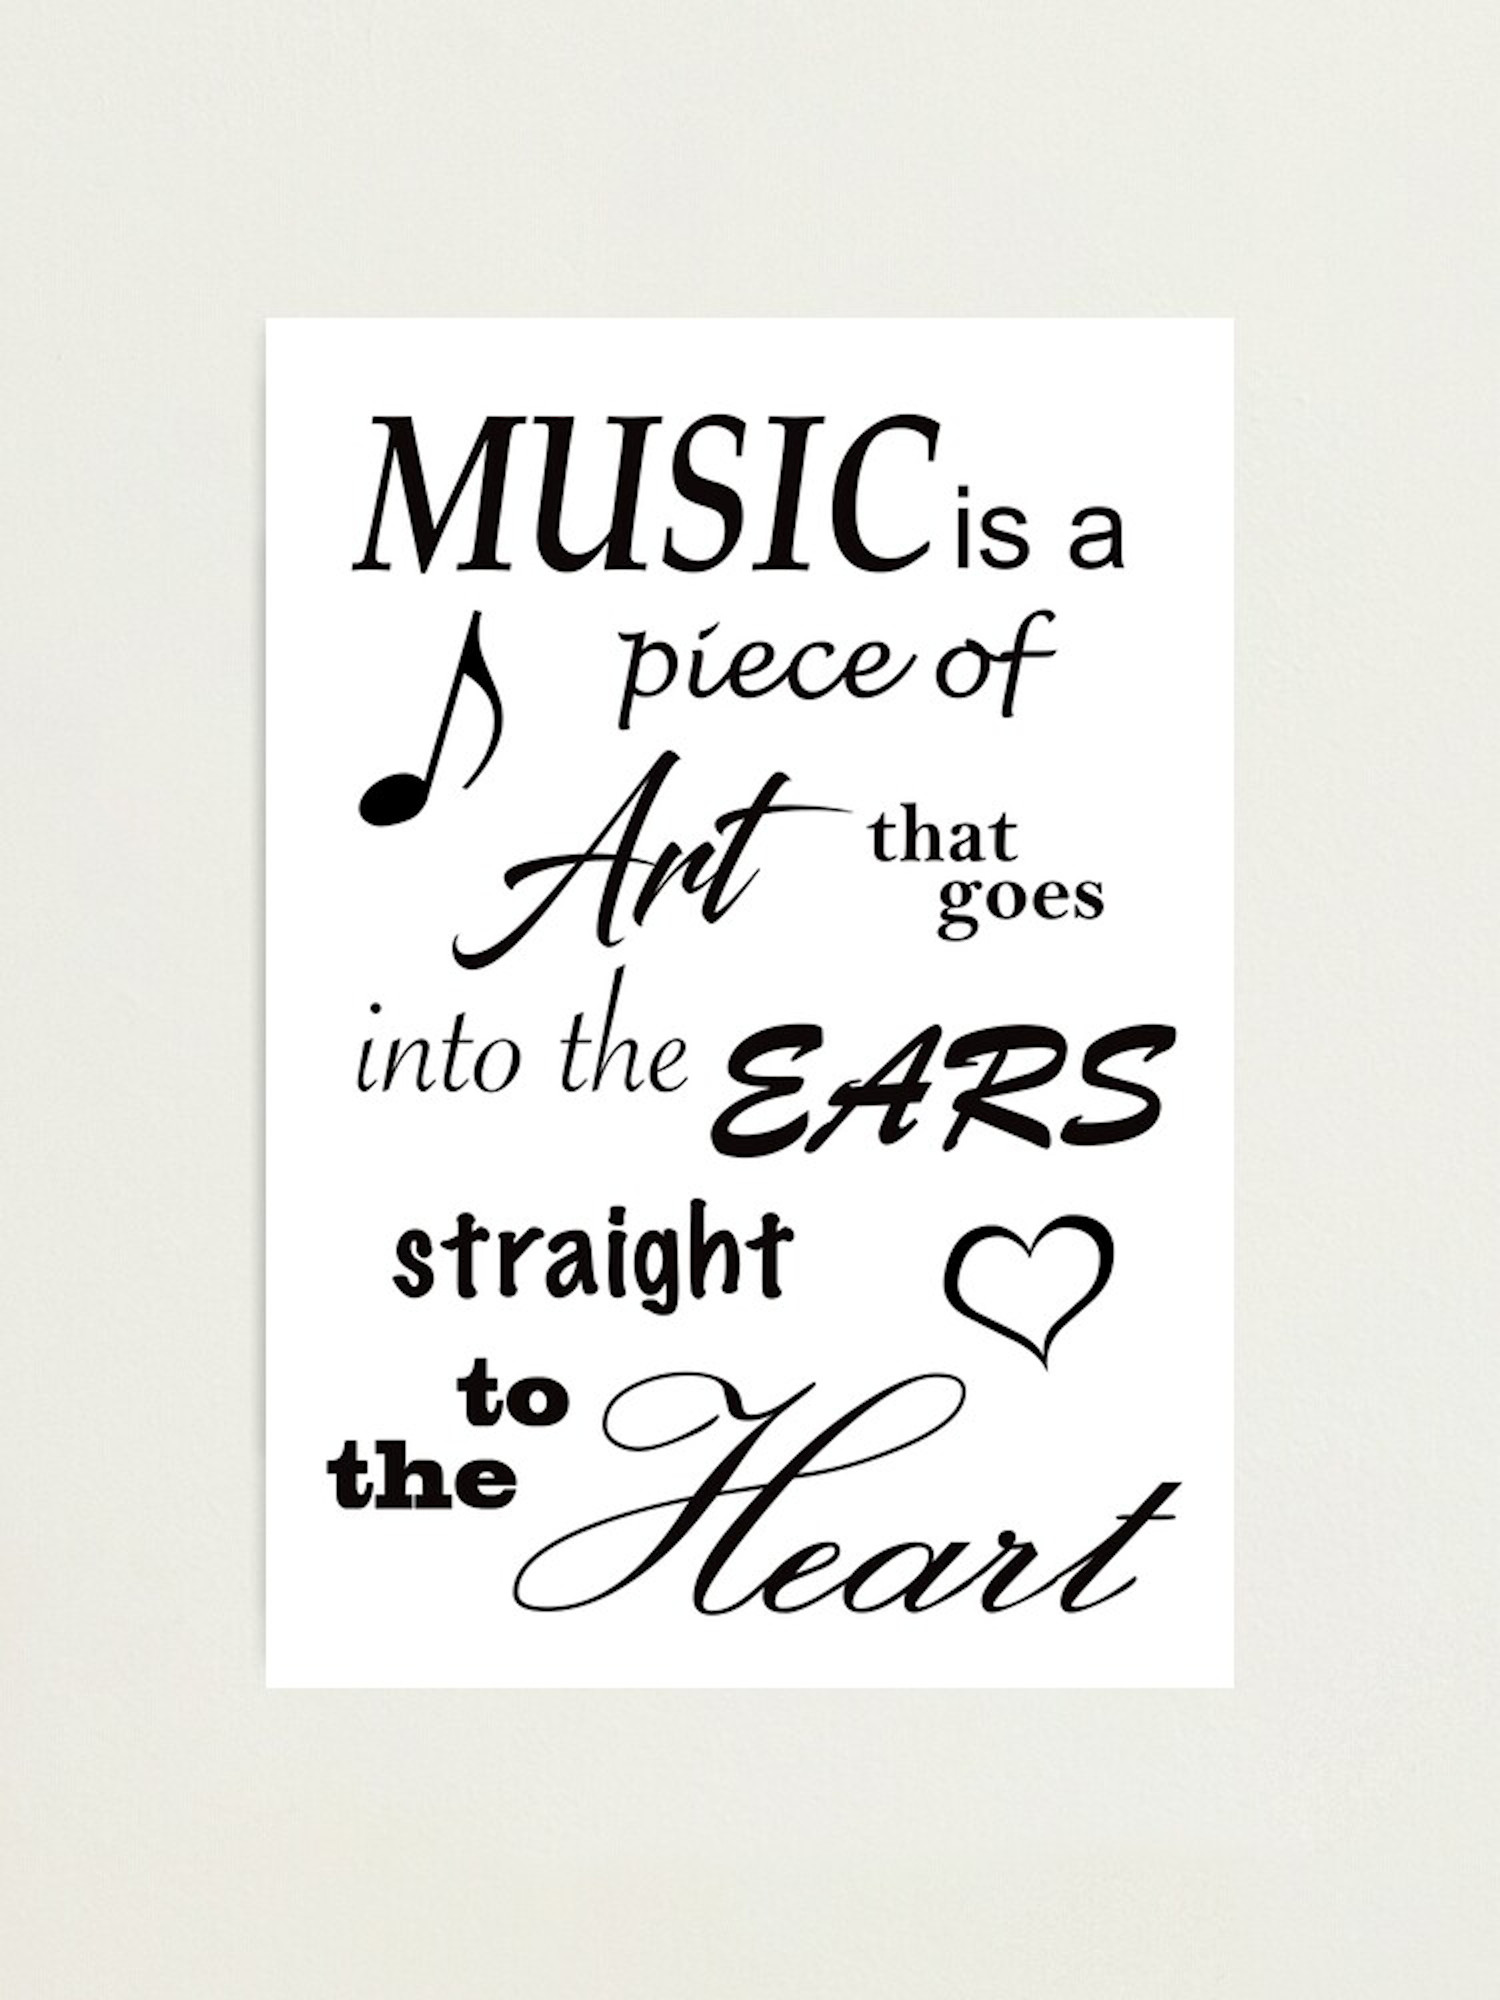 MUSIC is a
piece of
Art that
goes
into the EARS
straight
to
the Heart